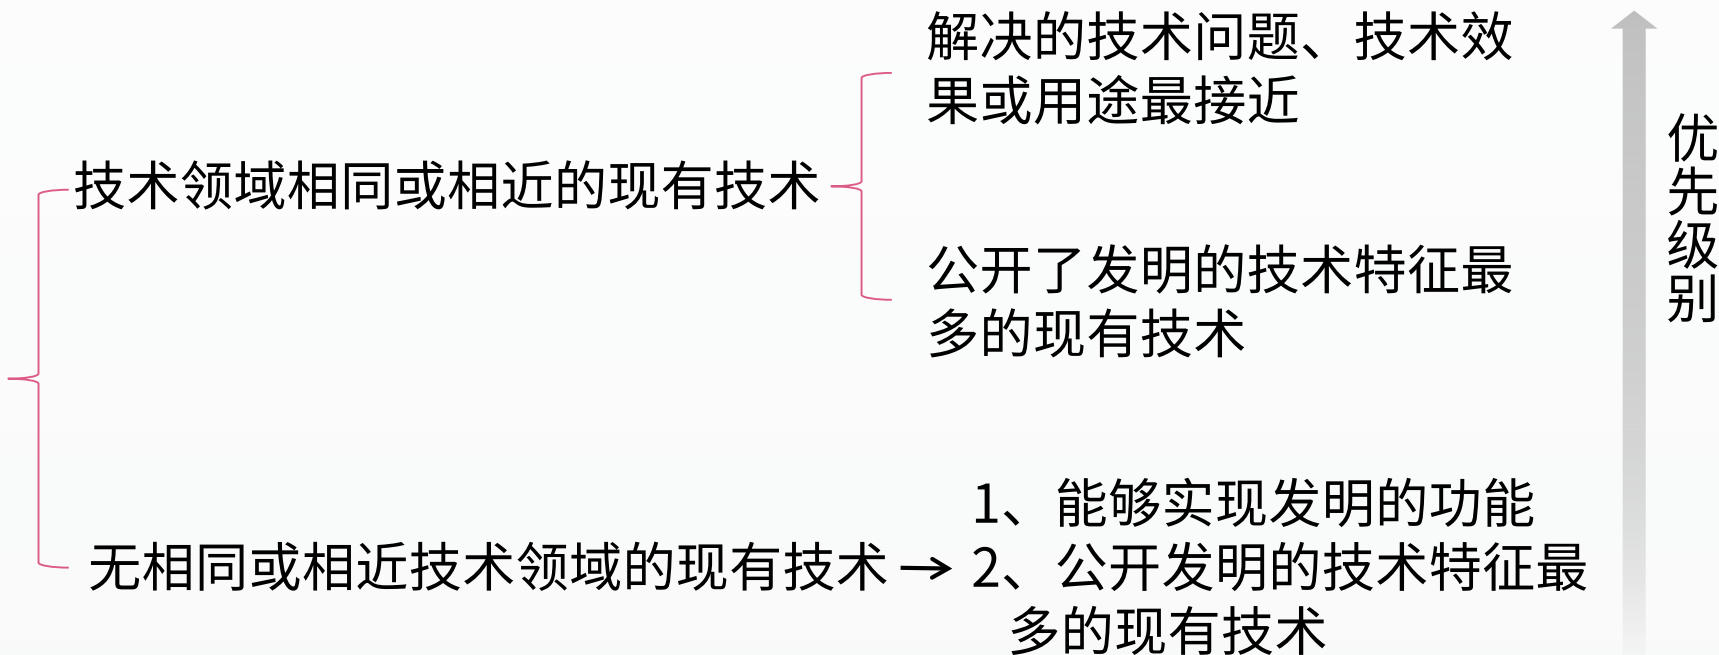 解决的技术问题、技术效
果或用途最接近
技术领域相同或相近的现有技术
公开了发明的技术特征最
多的现有技术
无相同或相近技术领域的现有技术
1、能够实现发明的功能
2、公开发明的技术特征最
多的现有技术
优先级别